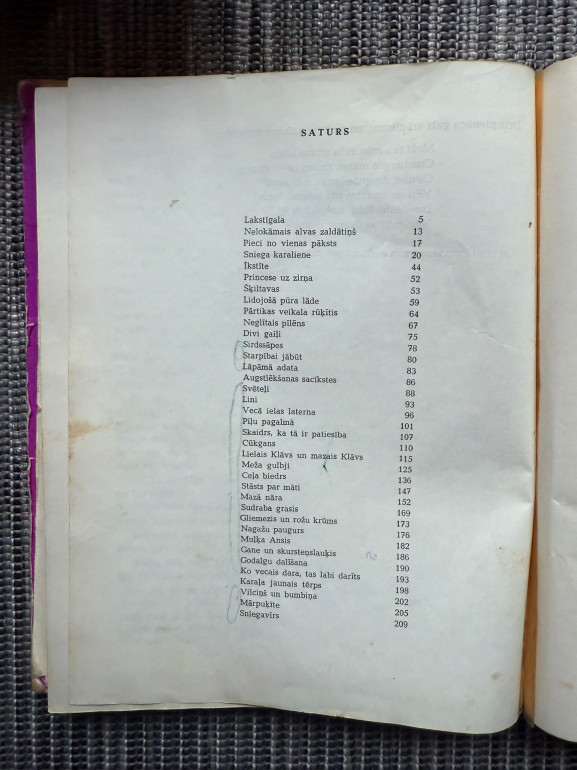 SATURS
Lakstīgala 5
Nelokāmais alvas zaldātiņš 13
Pieci no vienas pāksts 17
Sniega karaliene 20
Īkstīte 44
Princese uz zirņa 52
Šķiltavas 53
Lidojošā pūra lāde 59
Pārtikas veikala rūķītis 64
Neglītais pīlēns 67
Divi gaiļi 75
Sirdssāpes 78
Starpībai jābūt 80
Lāpāmā adata 83
Augstlēkšanas sacīkstes 86
Svēteļi 88
Lini 93
Vecā ielas laterna 96
Pīļu pagalmā 101
Skaidrs, ka tā ir patiesība 107
Cūkgans 110
Lielais Klāvs un mazais Klāvs 115
Meža gulbji 125
Ceļa biedrs 136
Stāsts par māti 147
Mazā nāra 152
Sudraba grasis 169
Gliemezis un rožu krūms 173
Nagažu paugurs 176
Muļķa Ansis 182
Gane un skursteņslauķis 186
Godalgu dalīšana 190
Ko vecais dara, tas labi darīts 193
Karaļa jaunais tērps 198
Vilciņš un bumbiņa 202
Mārpuķīte 205
Sniegavīrs 209